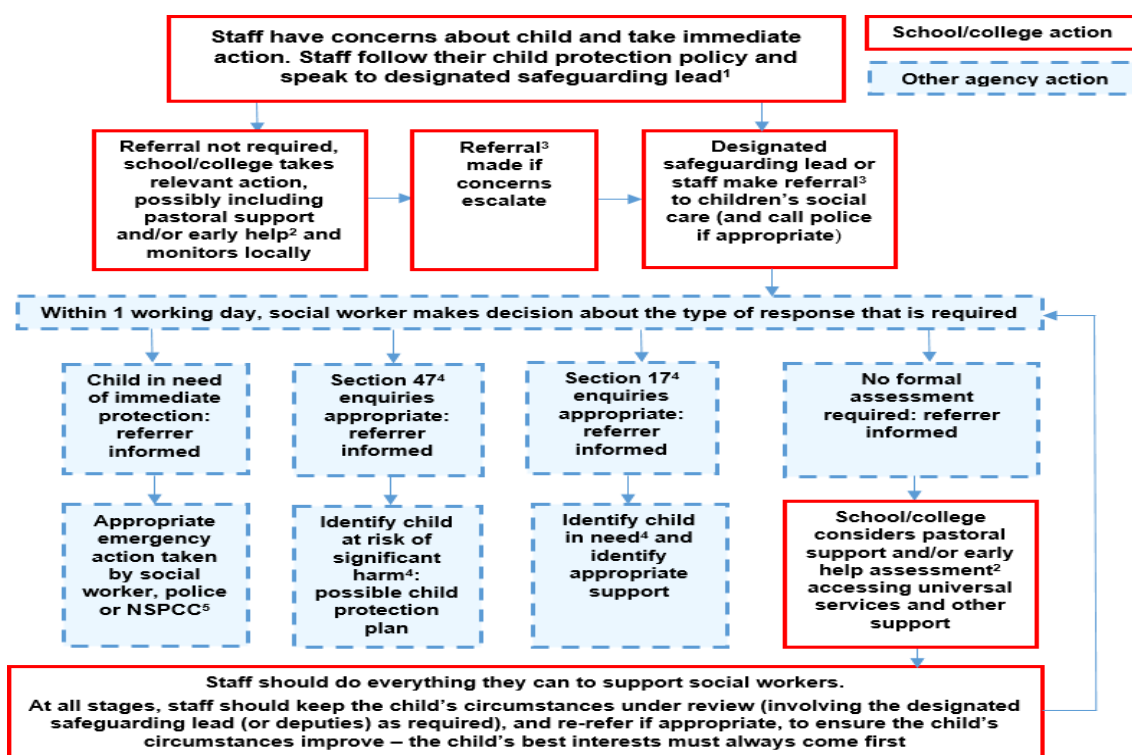 Staff have concerns about child and take immediate
action. Staff follow their child protection policy and
speak to designated safeguarding lead¹
School/college action
Other agency action
Referral not required,
school/college takes
relevant action,
possibly including
pastoral support
and/or early help² and
monitors locally
Referral³
made if
concerns
escalate
Designated
safeguarding lead or
staff make referral³
to children’s social
care (and call police
if appropriate)
Within 1 working day, social worker makes decision about the type of response that is required
Child in need
of immediate
protection:
referrer
informed
Section 47⁴
enquiries
appropriate:
referrer
informed
Section 17⁴
enquiries
appropriate:
referrer
informed
No formal
assessment
required: referrer
informed
Appropriate
emergency
action taken
by social
worker, police
or NSPCC⁵
Identify child
at risk of
significant
harm⁴:
possible child
protection
plan
Identify child
in need⁴ and
identify
appropriate
support
School/college
considers pastoral
support and/or early
help assessment²
accessing universal
services and other
support
Staff should do everything they can to support social workers.
At all stages, staff should keep the child’s circumstances under review (involving the designated
safeguarding lead (or deputies) as required), and re-refer if appropriate, to ensure the child’s
circumstances improve – the child’s best interests must always come first